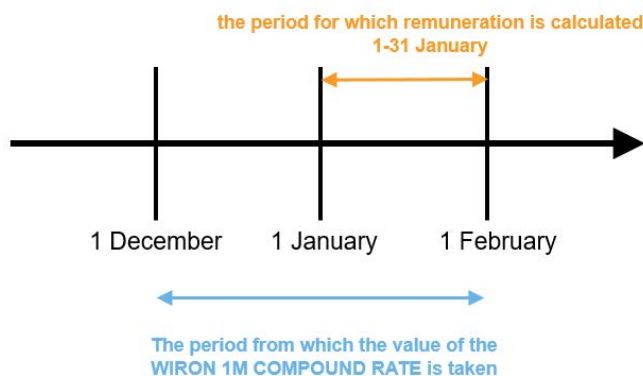 the period for which remuneration is calculated
1-31 January
1 December
1 January
1 February
The period from which the value of the
WIRON 1M COMPOUND RATE is taken